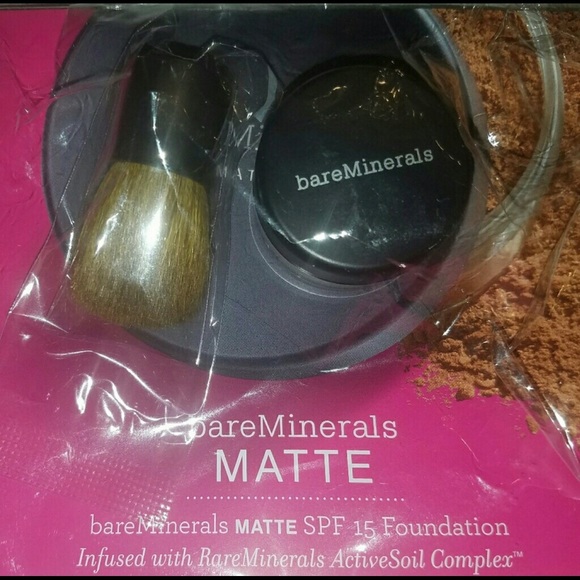 bareMinerals
bareMinerals
MATTE
bareMinerals MATTE SPF 15 Foundation
Infused with RareMinerals ActiveSoil Complex™